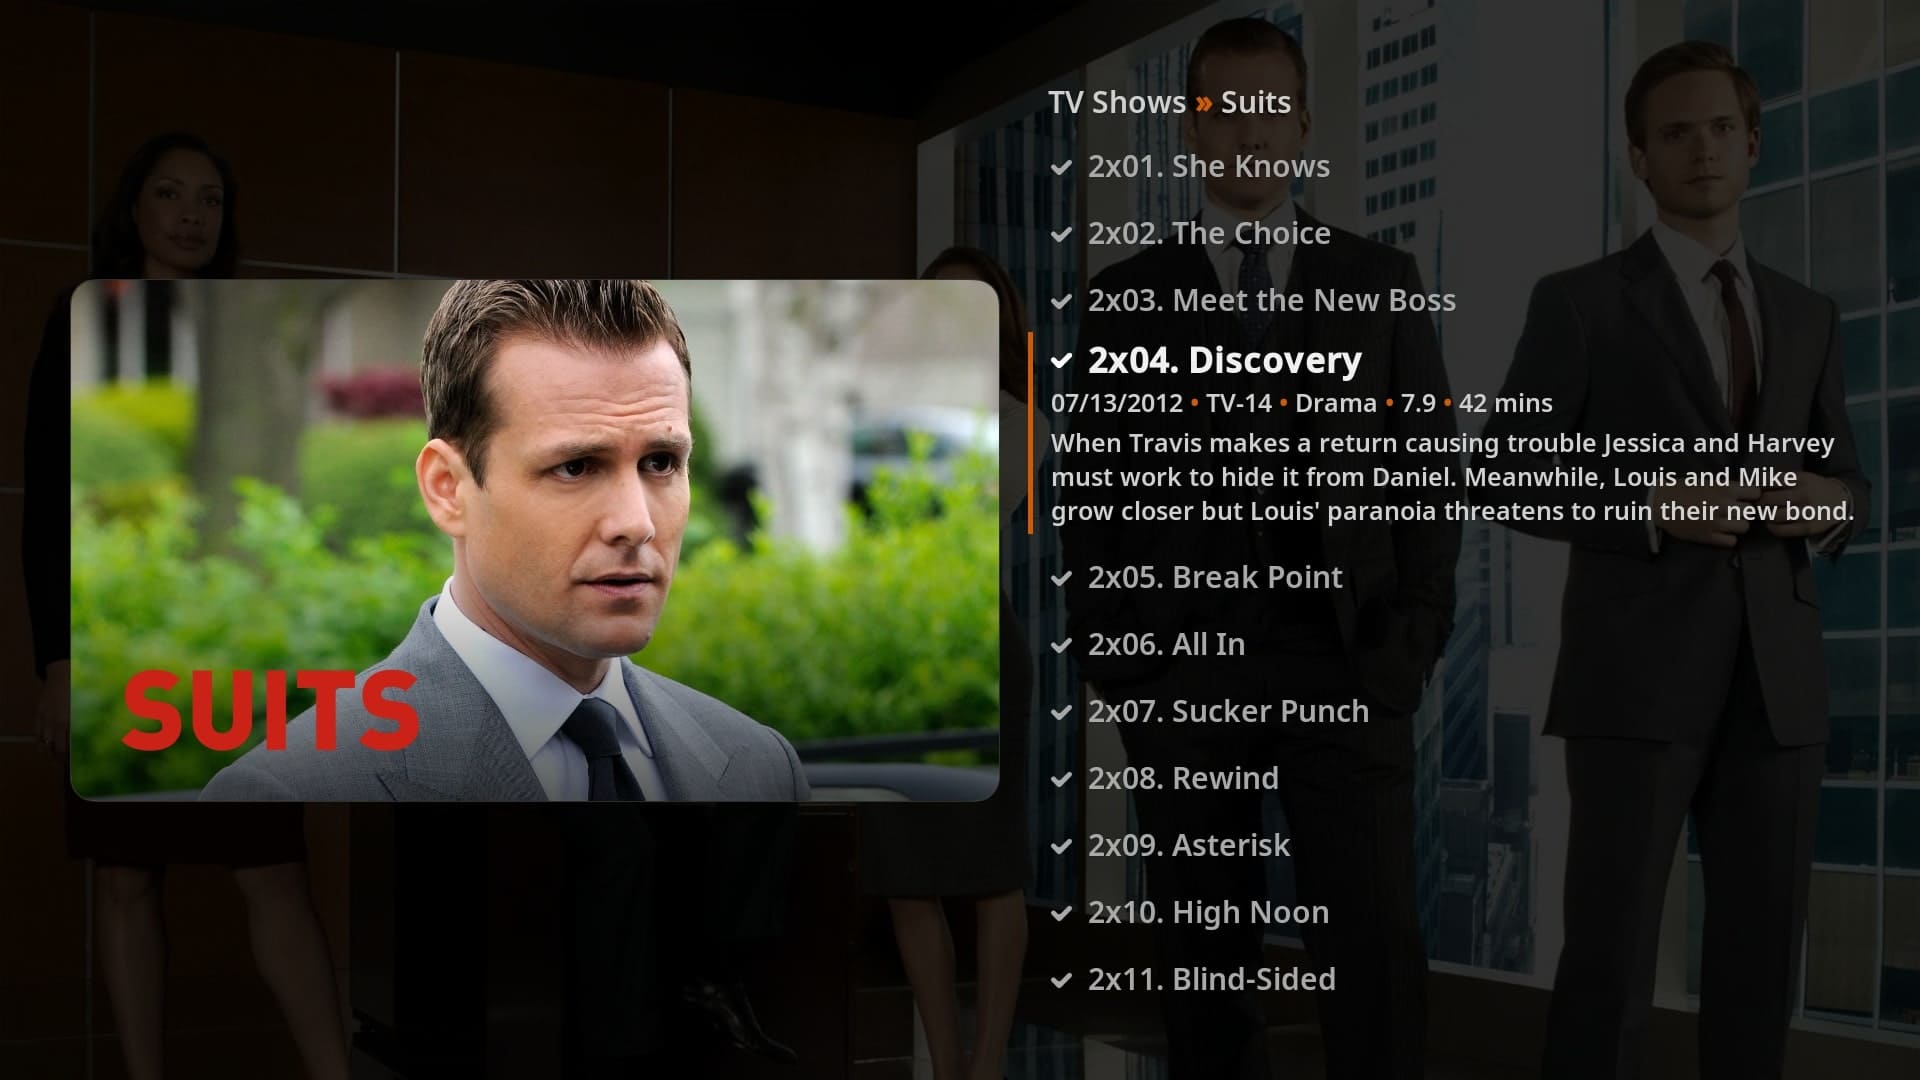 TV Shows » Suits
2x01. She Knows
2x02. The Choice
2x03. Meet the New Boss
2x04. Discovery
07/13/2012 • TV-14 • Drama • 7.9 • 42 mins
When Travis makes a return causing trouble Jessica and Harvey
must work to hide it from Daniel. Meanwhile, Louis and Mike
grow closer but Louis' paranoia threatens to ruin their new bond.
2x05. Break Point
2x06. All In
2x07. Sucker Punch
2x08. Rewind
2x09. Asterisk
2x10. High Noon
2x11. Blind-Sided
SUITS